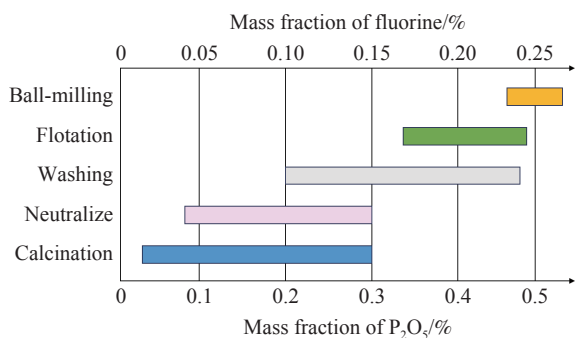 Mass fraction of fluorine/%
0 0.05 0.10 0.15 0.20 0.25
Ball-milling
Flotation
Washing
Neutralize
Calcination
0 0.1 0.2 0.3 0.4 0.5
Mass fraction of P₂O₅/%